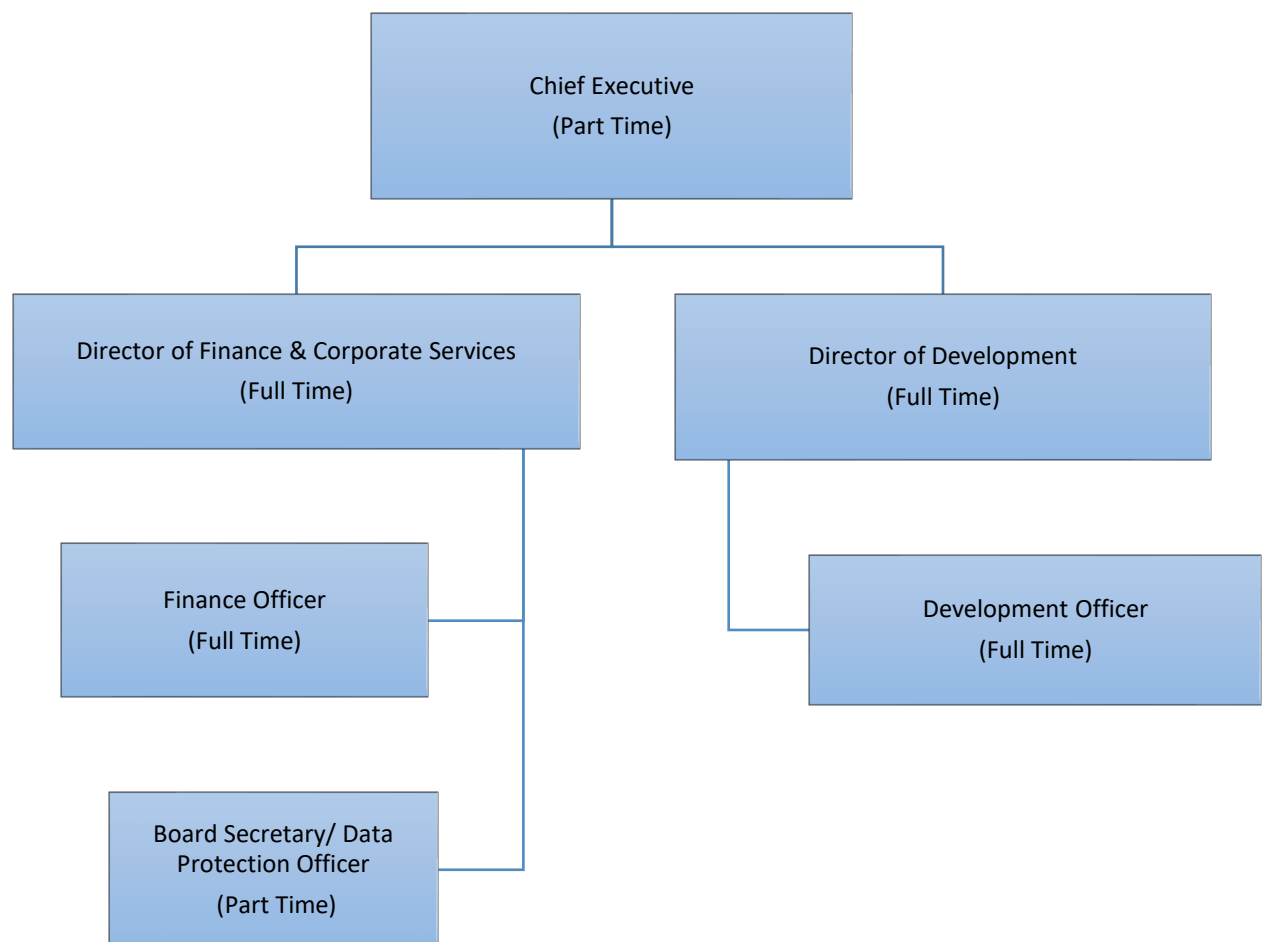 Chief Executive
(Part Time)
Director of Finance & Corporate Services
(Full Time)
Director of Development
(Full Time)
Finance Officer
(Full Time)
Development Officer
(Full Time)
Board Secretary/ Data
Protection Officer
(Part Time)